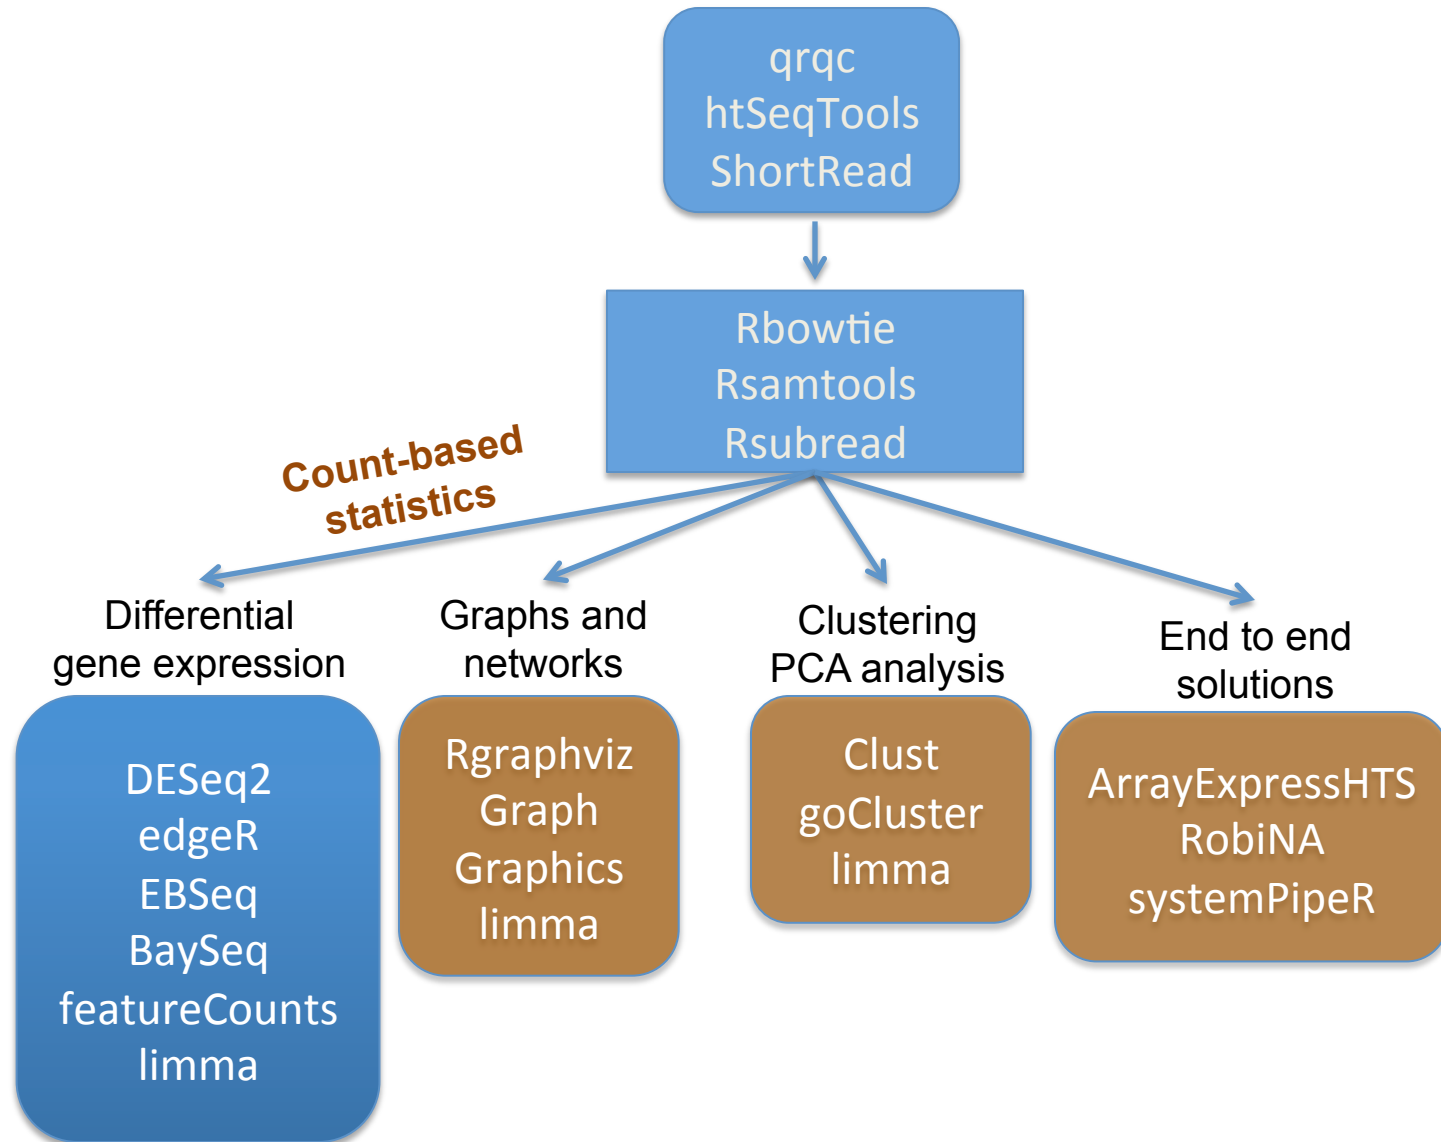 qrqc
htSeqTools
ShortRead
Rbowtie
Rsamtools
Rsubread
Count-based
statistics
Differential
gene expression
DESeq2
edgeR
EBSeq
BaySeq
featureCounts
limma
Graphs and
networks
Rgraphviz
Graph
Graphics
limma
Clustering
PCA analysis
Clust
goCluster
limma
End to end
solutions
ArrayExpressHTS
RobiNA
systemPipeR